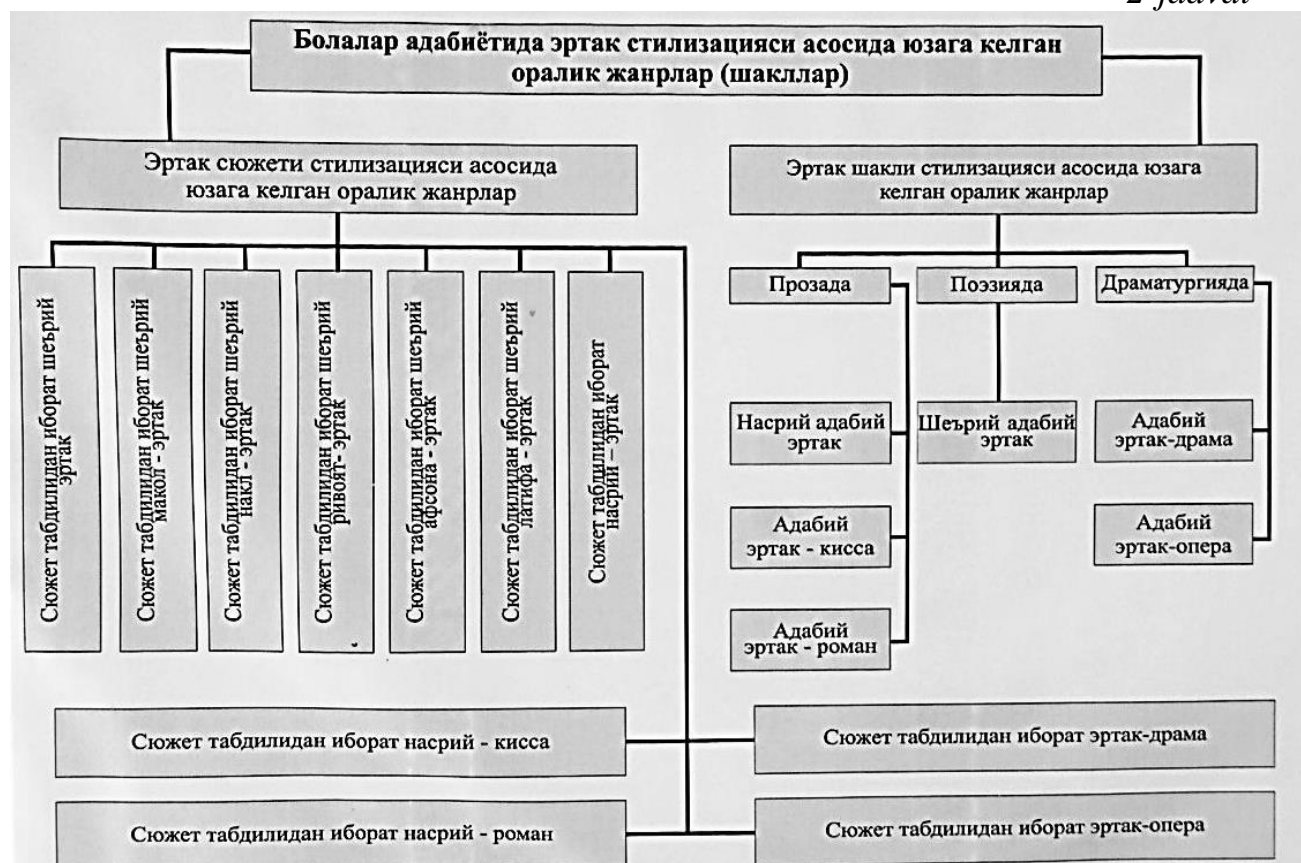 2-jadval
Болалар адабиётида эртак стилизацияси асосида юзага келган
оралик жанрлар (шакллар)
Эртак сюжети стилизацияси асосида
юзага келган оралик жанрлар
Эртак шакли стилизацияси асосида юзага
келган оралик жанрлар
Сюжет табдилидан иборат шеърий
эртак
Сюжет табдилидан иборат шеърий
макол - эртак
Сюжет табдилидан иборат шеърий
накл - эртак
Сюжет табдилидан иборат шеърий
ривоят- эртак
Сюжет табдилидан иборат шеърий
афсона - эртак
Сюжет табдилидан иборат шеърий
латифа - эртак
Сюжет табдилидан иборат
насрий – эртак
Прозада
Поэзияда
Драматургияда
Насрий адабий
эртак
Шеърий адабий
эртак
Адабий
эртак-драма
Адабий
эртак - кисса
Адабий
эртак-опера
Адабий
эртак - роман
Сюжет табдилидан иборат насрий - кисса
Сюжет табдилидан иборат эртак-драма
Сюжет табдилидан иборат насрий - роман
Сюжет табдилидан иборат эртак-опера